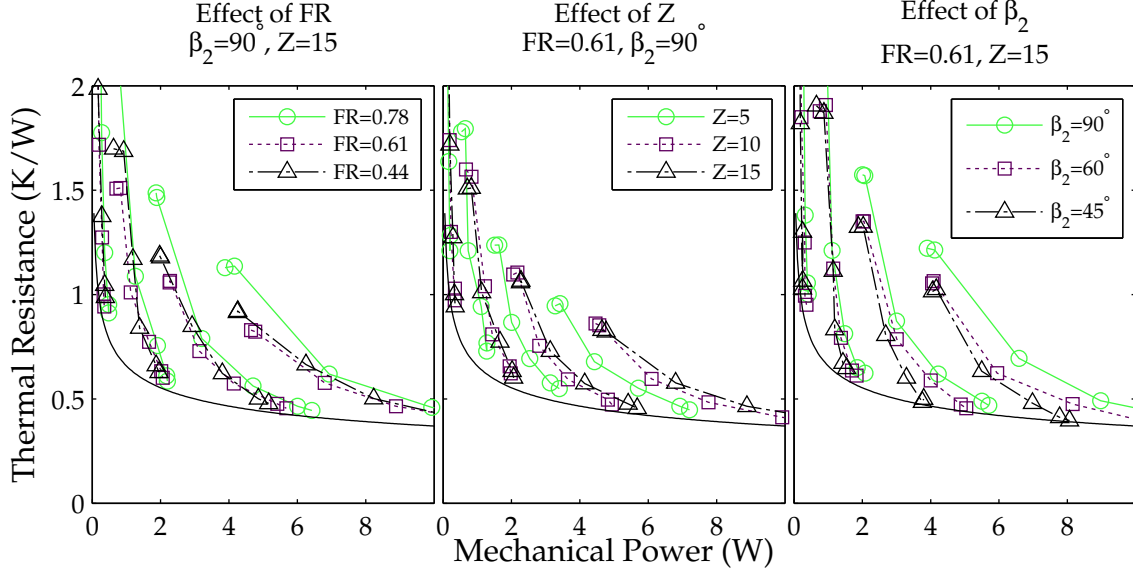 Effect of FR
β₂=90°, Z=15
Effect of Z
FR=0.61, β₂=90°
Effect of β₂
FR=0.61, Z=15
Thermal Resistance (K/W)
2
1.5
1
0.5
0
FR=0.78
FR=0.61
FR=0.44
Z=5
Z=10
Z=15
β₂=90°
β₂=60°
β₂=45°
0 2 4 6 8 0 2 4 6 8 0 2 4 6 8
Mechanical Power (W)